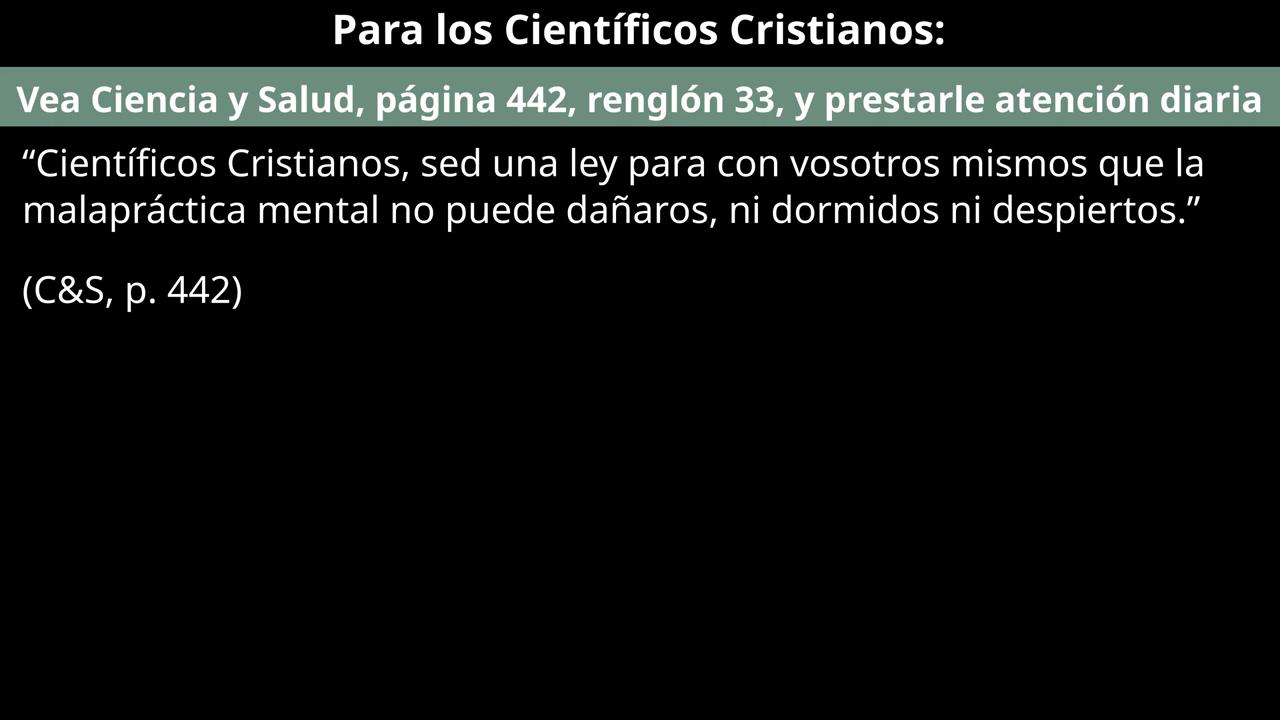 Para los Científicos Cristianos:
Vea Ciencia y Salud, página 442, renglón 33, y prestarle atención diaria
“Científicos Cristianos, sed una ley para con vosotros mismos que la
malapráctica mental no puede dañaros, ni dormidos ni despiertos.”
(C&S, p. 442)